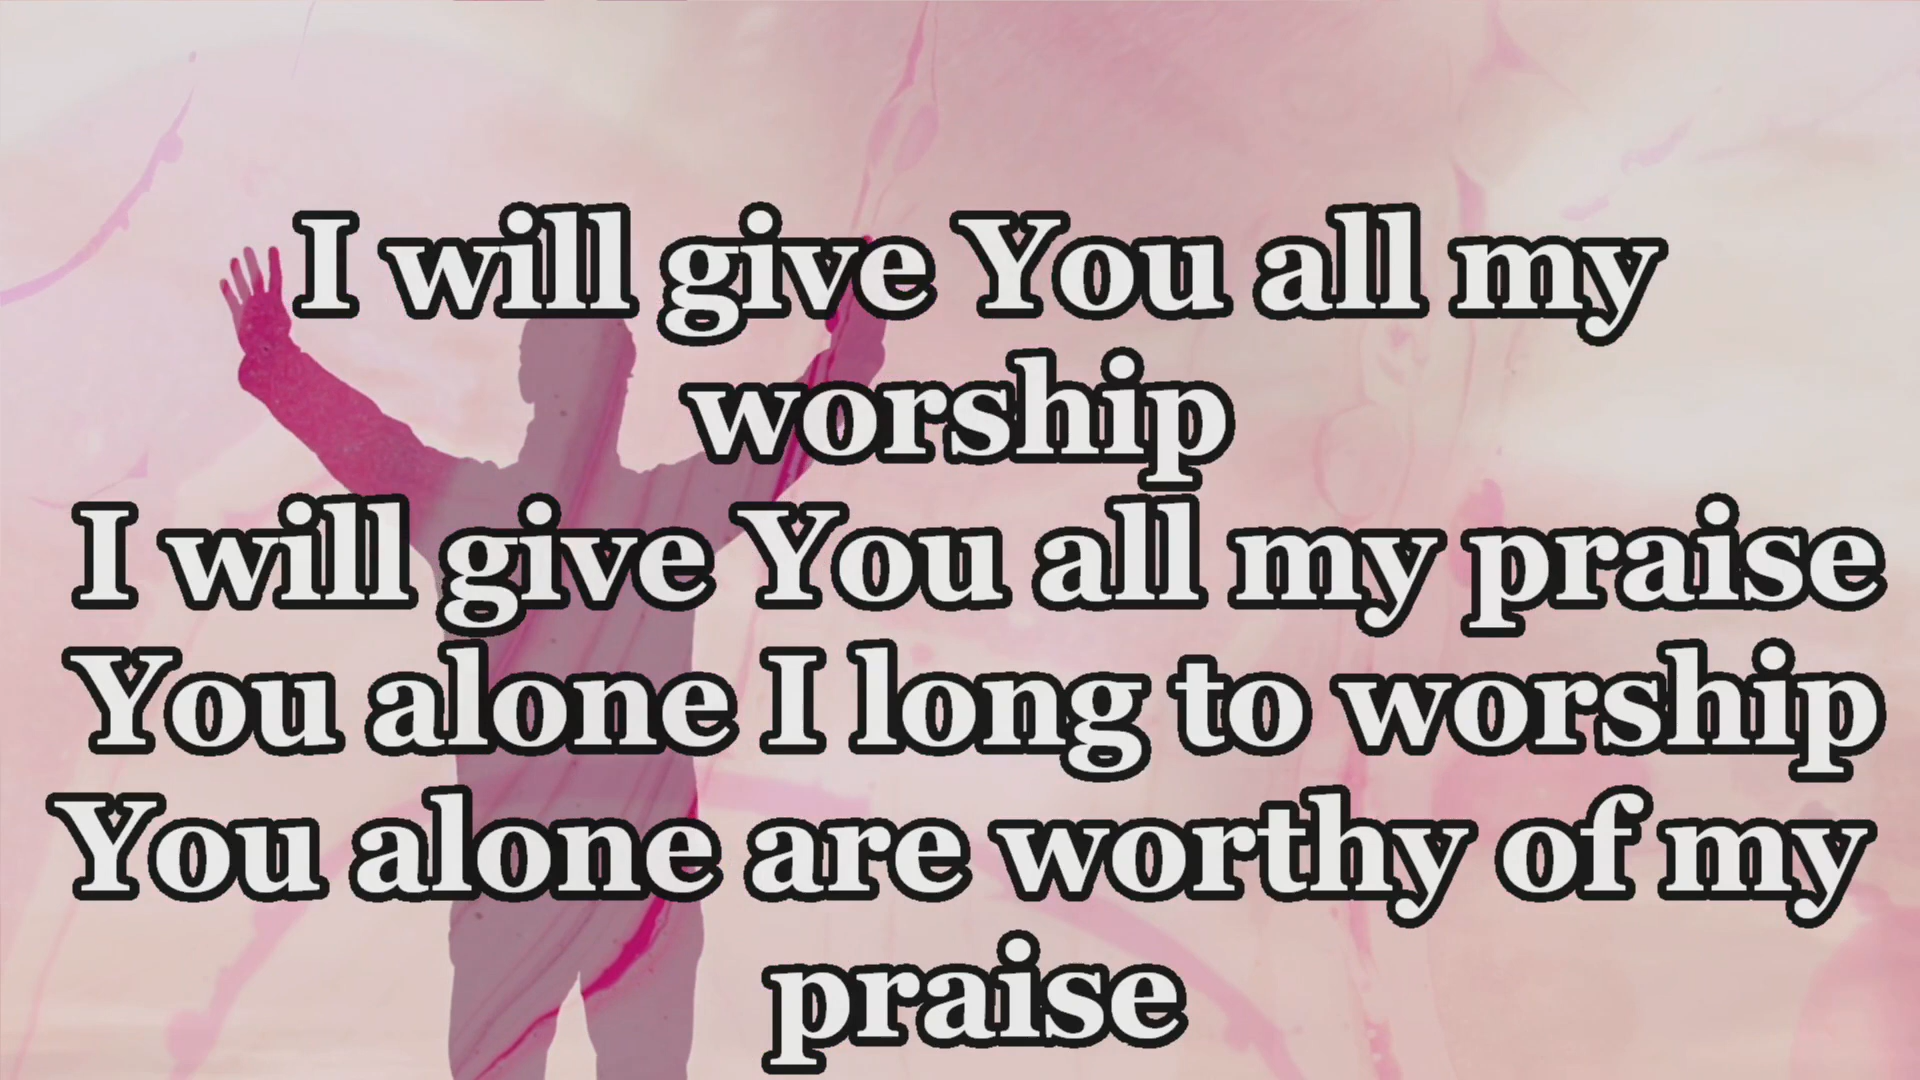 I will give You all my
worship
I will give You all my praise
You alone I long to worship
You alone are worthy of my
praise